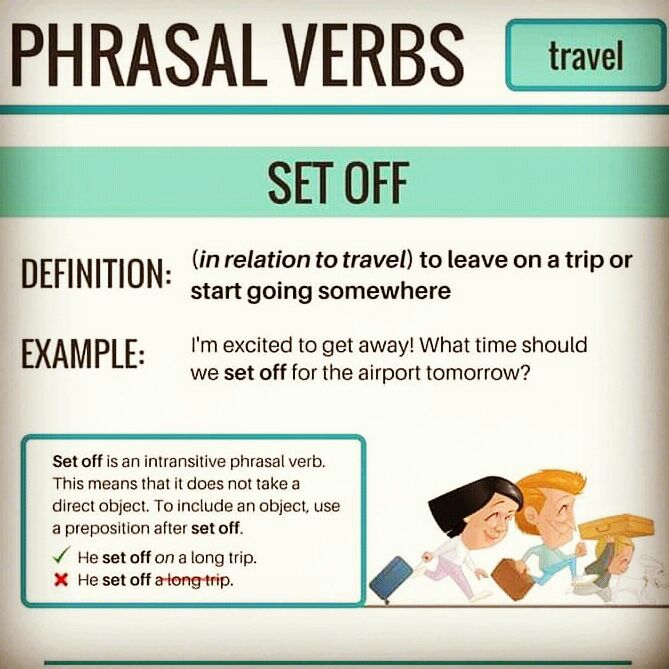 PHRASAL VERBS
travel
SET OFF
DEFINITION:
(in relation to travel) to leave on a trip or
start going somewhere
EXAMPLE:
I'm excited to get away! What time should
we set off for the airport tomorrow?
Set off is an intransitive phrasal verb.
This means that it does not take a
direct object. To include an object, use
a preposition after set off.
✓ He set off on a long trip.
✗ He set off a long trip.